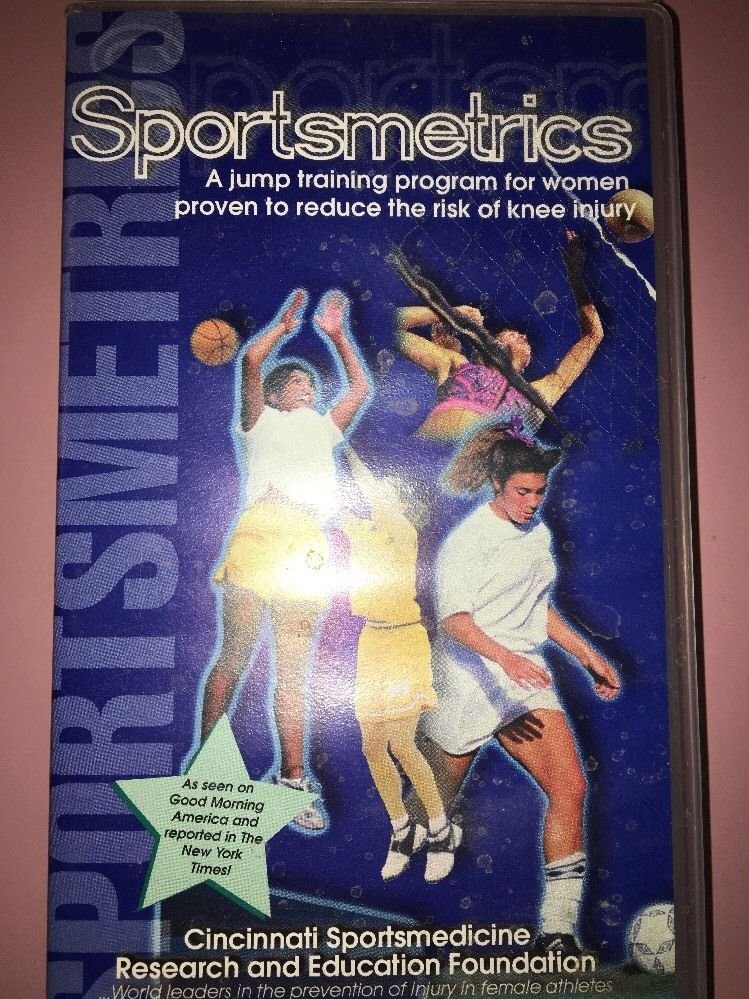 Sportsmetrics
A jump training program for women
proven to reduce the risk of knee injury
SPORTSMETRICS
As seen on
Good Morning
America and
reported in The
New York
Times!
Cincinnati Sportsmedicine
Research and Education Foundation
...World leaders in the prevention of injury in female athletes